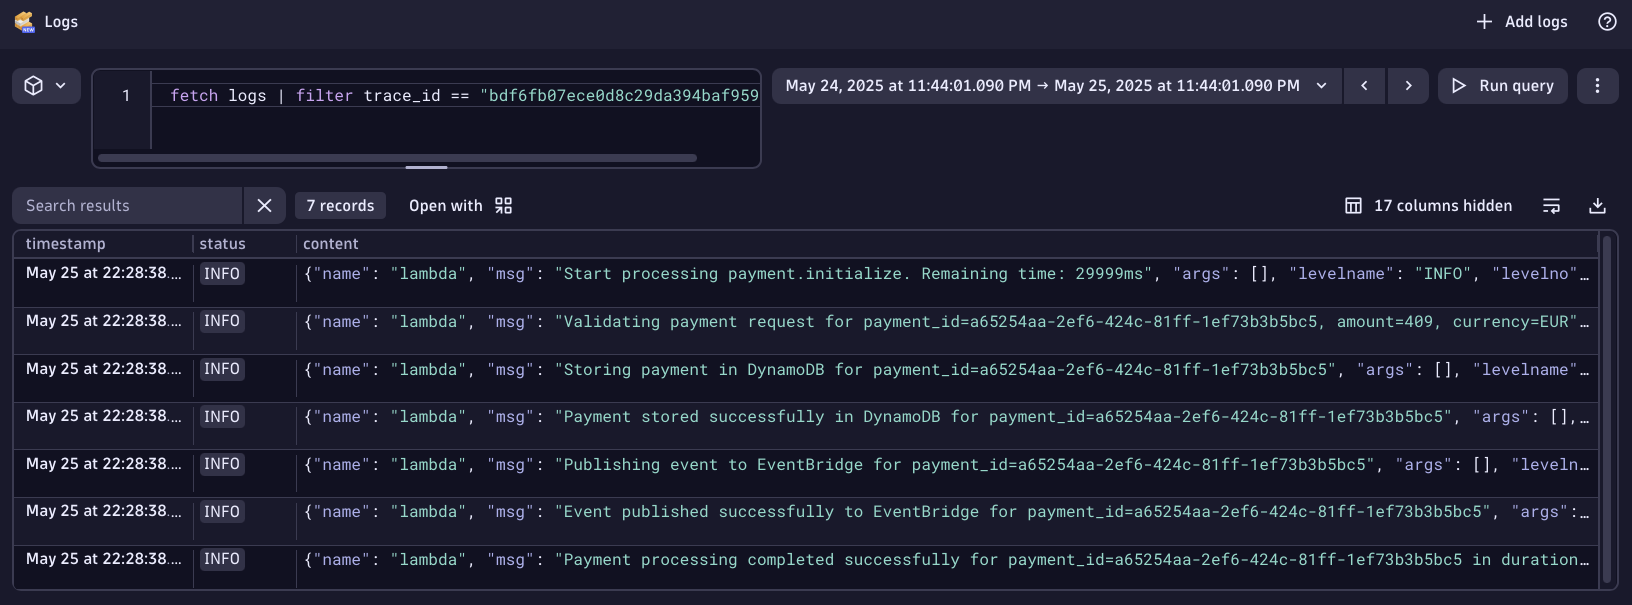 Logs
Add logs
1 fetch logs | filter trace_id == "bdf6fb07ece0d8c29da394baf959
May 24, 2025 at 11:44:01.090 PM → May 25, 2025 at 11:44:01.090 PM
Run query
Search results
7 records
Open with
17 columns hidden
timestamp status content
May 25 at 22:28:38.… INFO {"name": "lambda", "msg": "Start processing payment.initialize. Remaining time: 29999ms", "args": [], "levelname": "INFO", "levelno"…
May 25 at 22:28:38.… INFO {"name": "lambda", "msg": "Validating payment request for payment_id=a65254aa-2ef6-424c-81ff-1ef73b3b5bc5, amount=409, currency=EUR"…
May 25 at 22:28:38.… INFO {"name": "lambda", "msg": "Storing payment in DynamoDB for payment_id=a65254aa-2ef6-424c-81ff-1ef73b3b5bc5", "args": [], "levelname"…
May 25 at 22:28:38.… INFO {"name": "lambda", "msg": "Payment stored successfully in DynamoDB for payment_id=a65254aa-2ef6-424c-81ff-1ef73b3b5bc5", "args": [],…
May 25 at 22:28:38.… INFO {"name": "lambda", "msg": "Publishing event to EventBridge for payment_id=a65254aa-2ef6-424c-81ff-1ef73b3b5bc5", "args": [], "leveln…
May 25 at 22:28:38.… INFO {"name": "lambda", "msg": "Event published successfully to EventBridge for payment_id=a65254aa-2ef6-424c-81ff-1ef73b3b5bc5", "args":…
May 25 at 22:28:38.… INFO {"name": "lambda", "msg": "Payment processing completed successfully for payment_id=a65254aa-2ef6-424c-81ff-1ef73b3b5bc5 in duration…